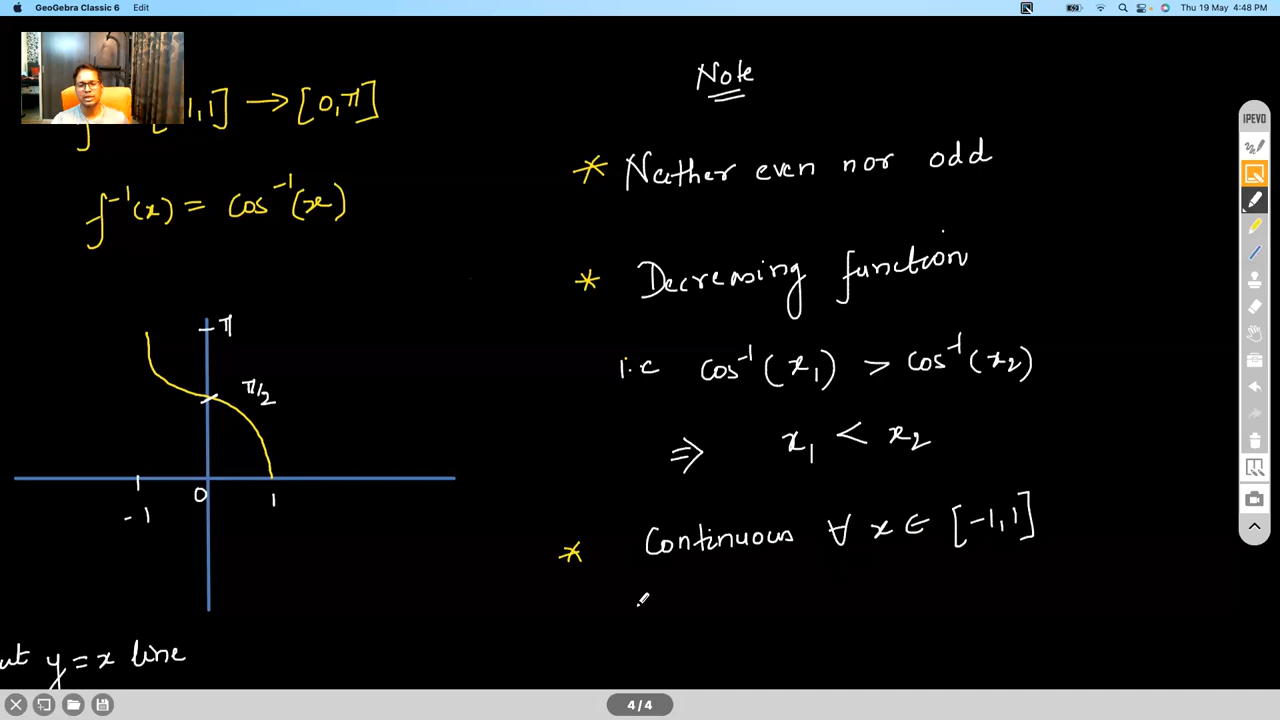 GeoGebra Classic 6 Edit
Thu 19 May 4:48 PM
1,1] → [0,π]
f⁻¹(x) = cos⁻¹(x)
π
π/2
0
-1
1
y = x line
Note
IPEVO
* Neither even nor odd
* Decreasing function
i.e cos⁻¹(x₁) > cos⁻¹(x₂)
⇒ x₁ < x₂
* Continuous ∀ x ∈ [-1,1]
4/4